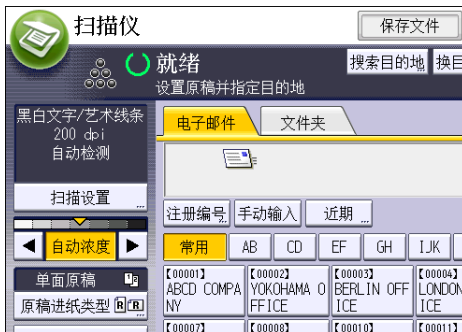 扫描仪
保存文件
就绪
搜索目的地 换目
设置原稿并指定目的地
黑白文字/艺术线条
200 dpi
自动检测
电子邮件 文件夹
扫描设置
注册编号 手动输入 近期
自动浓度
常用 AB CD EF GH IJK
单面原稿
原稿进纸类型
【00001】 【00002】 【00003】 【00004】
ABCD COMPA YOKOHAMA O BERLIN OFF LONDON
NY FFICE ICE ICE
【00007】 【00008】 【00010】 【00011】